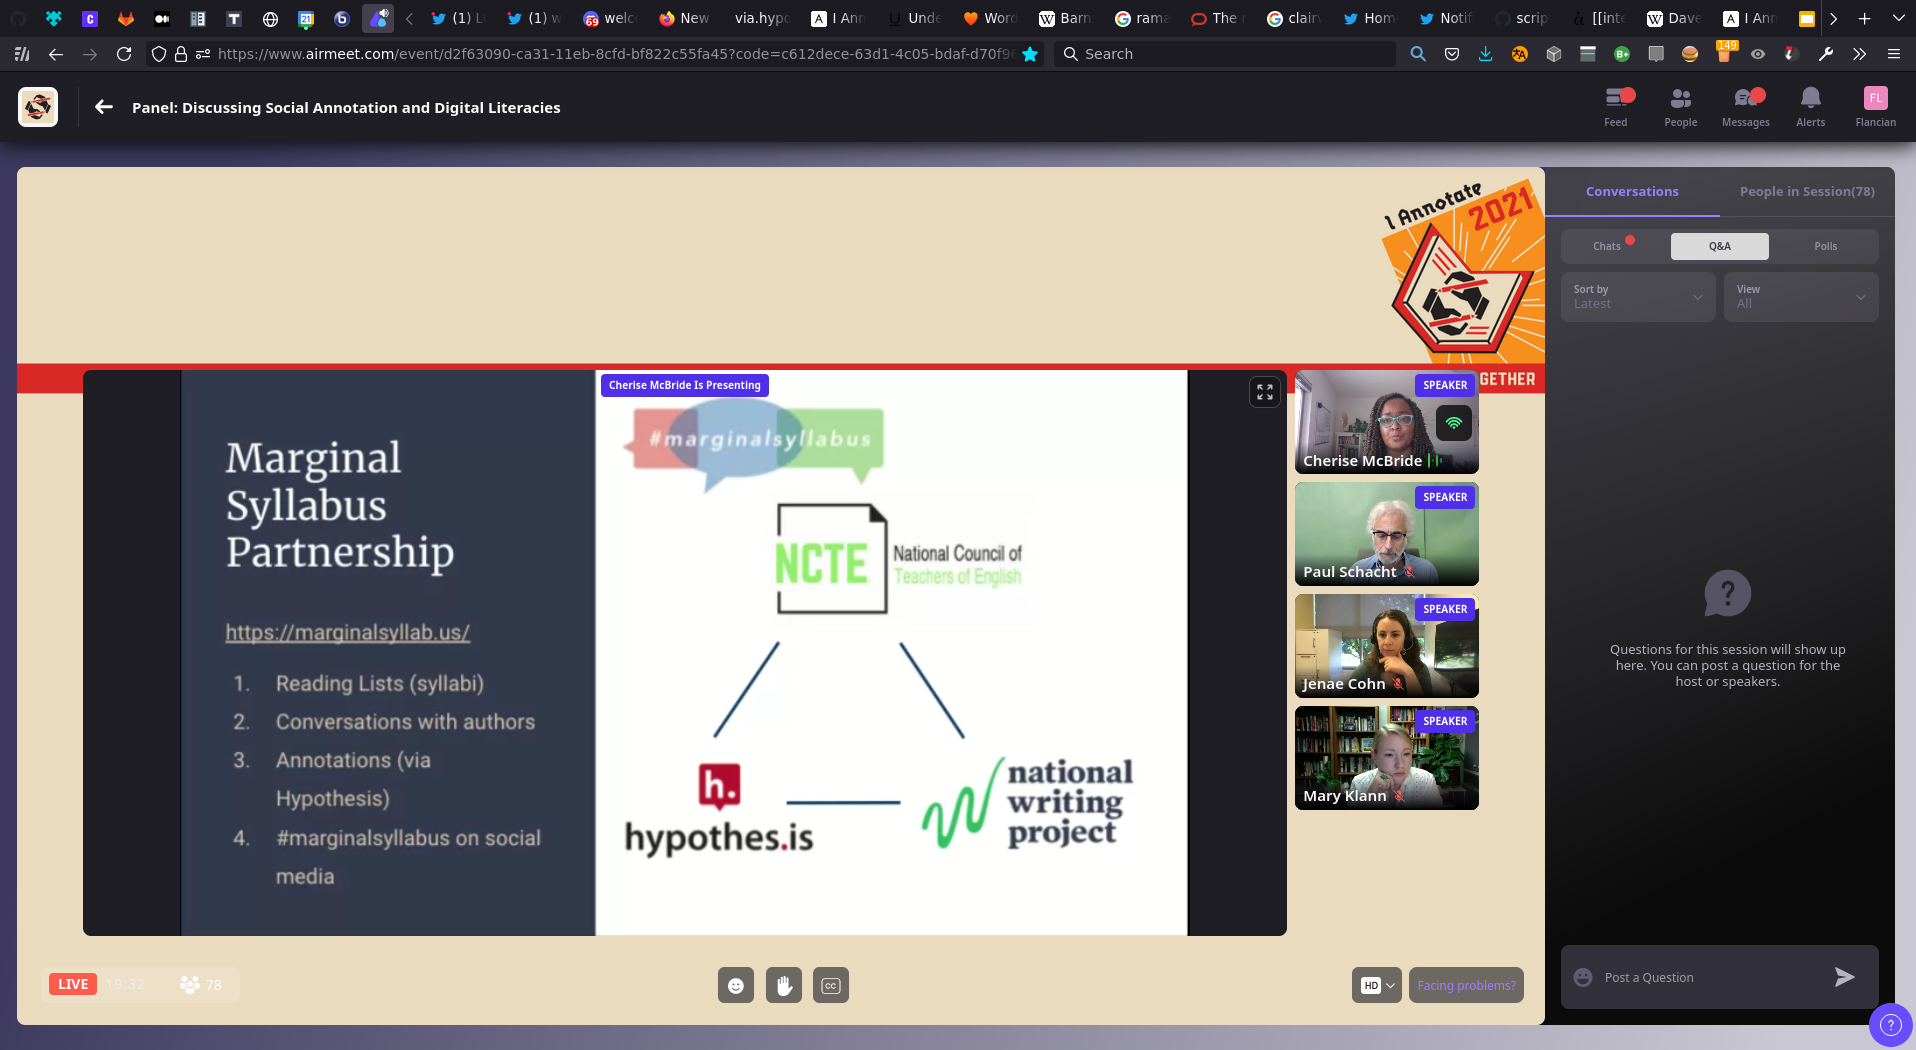 (1) L
(1) w
welc
New
via.hypo
I Ann
Unde
Word
Barn
rama
The r
clair
Hom
Notif
scrip
[[inte
Dave
I Ann
https://www.airmeet.com/event/d2f63090-ca31-11eb-8cfd-bf822c55fa45?code=c612dece-63d1-4c05-bdaf-d70f9
Search
149
Panel: Discussing Social Annotation and Digital Literacies
Feed
People
Messages
Alerts
FL
Flancian
I Annotate
2021
GETHER
Cherise McBride Is Presenting
Marginal
Syllabus
Partnership
https://marginalsyllab.us/
1. Reading Lists (syllabi)
2. Conversations with authors
3. Annotations (via
Hypothesis)
4. #marginalsyllabus on social
media
#marginalsyllabus
NCTE
National Council of
Teachers of English
h.
hypothes.is
national
writing
project
SPEAKER
Cherise McBride
SPEAKER
Paul Schacht
SPEAKER
Jenae Cohn
SPEAKER
Mary Klann
LIVE 19:32 78
CC
HD
Facing problems?
Conversations
People in Session(78)
Chats
Q&A
Polls
Sort by
Latest
View
All
Questions for this session will show up
here. You can post a question for the
host or speakers.
Post a Question